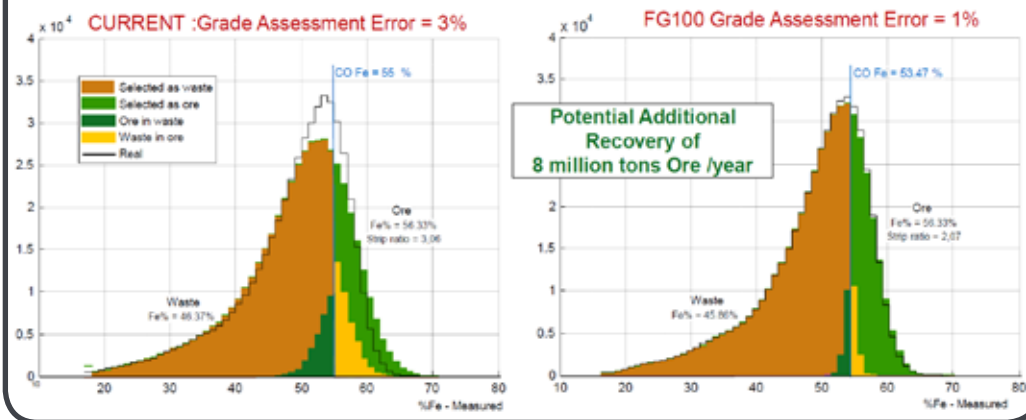 CURRENT :Grade Assessment Error = 3%
x 10⁴
4
3.5
3
2.5
2
1.5
1
0.5
0
10
20
30
40
50
60
70
80
%Fe - Measured
CO Fe = 55 %
Selected as waste
Selected as ore
Ore in waste
Waste in ore
Real
Ore
Fe% = 56.33%
Strip ratio = 3,06
Waste
Fe% = 46.37%
FG100 Grade Assessment Error = 1%
x 10⁴
4
3.5
CO Fe = 53.47 %
Potential Additional
Recovery of
8 million tons Ore /year
2
1.5
1
0.5
0
10
20
30
40
50
60
70
80
%Fe - Measured
Ore
Fe% = 56.33%
Strip ratio = 2,07
Waste
Fe% = 45.86%